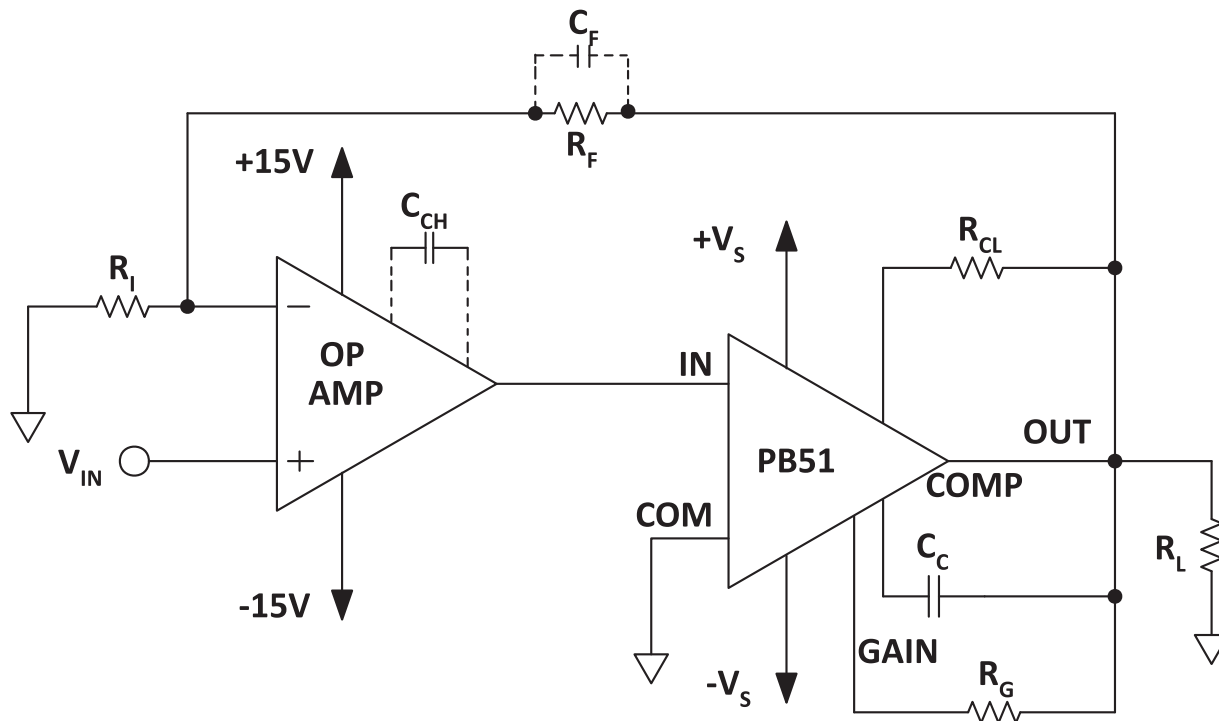 C_F
R_F
+15V
C_CH
+V_S
R_CL
R_I
−
OP
AMP
IN
OUT
V_IN
+
PB51
COMP
COM
C_C
R_L
-15V
GAIN
-V_S
R_G